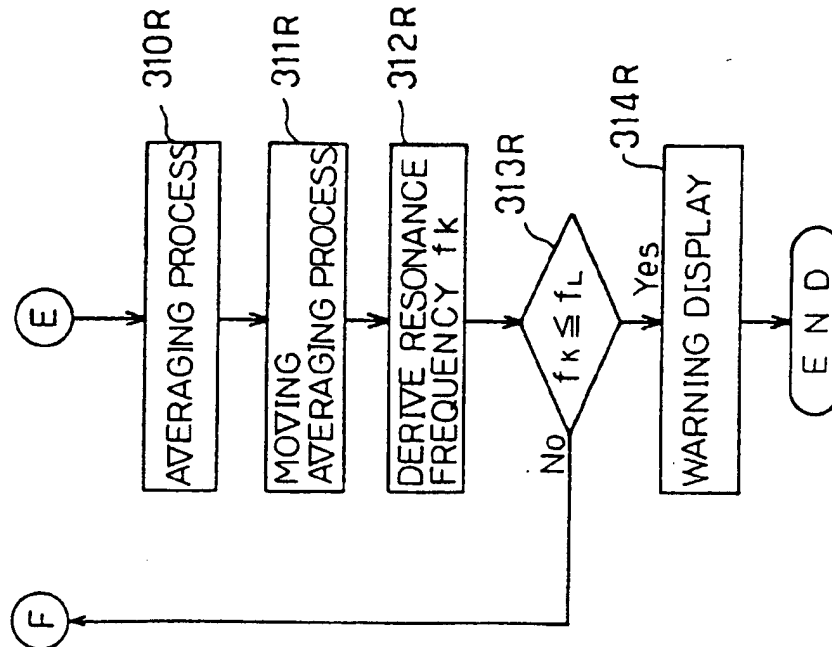 E
310R
AVERAGING PROCESS
311R
MOVING
AVERAGING PROCESS
312R
DERIVE RESONANCE
FREQUENCY fk
313R
fK ≦ fL
No
Yes
F
314R
WARNING DISPLAY
E N D